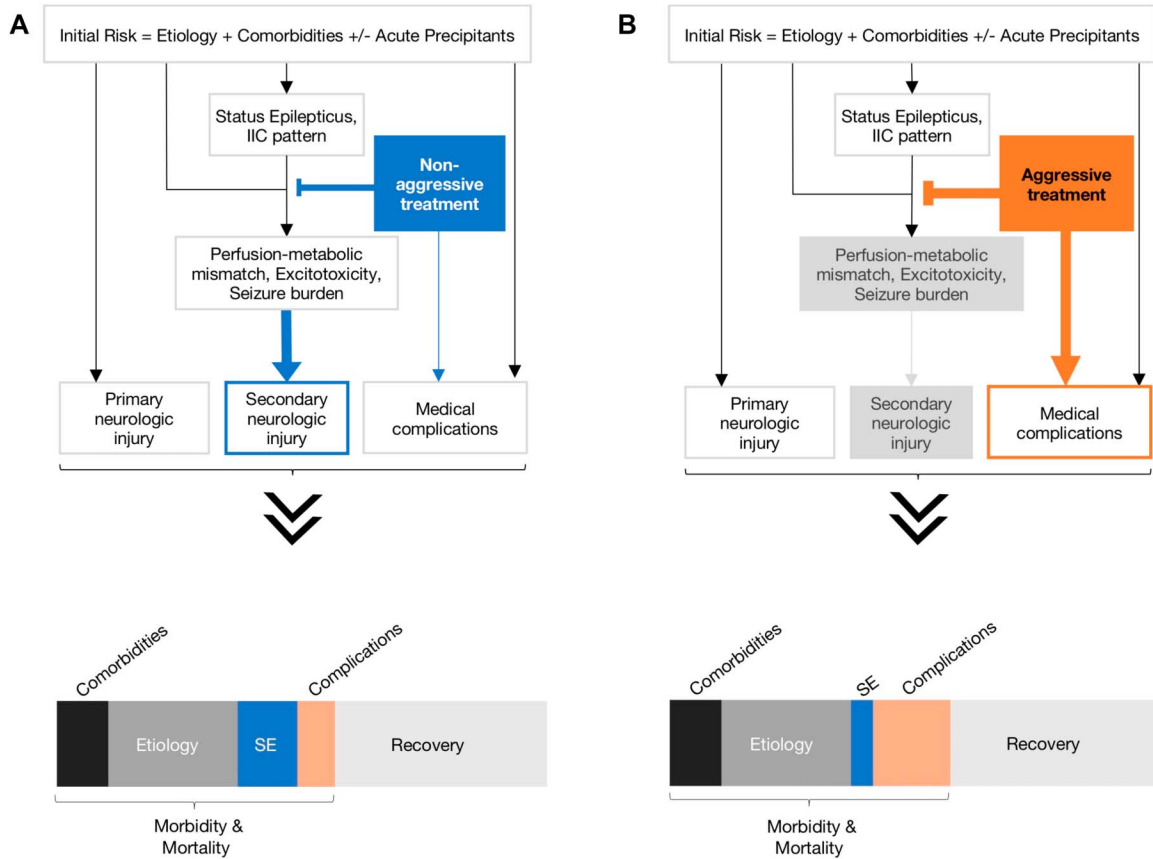 A
Initial Risk = Etiology + Comorbidities +/- Acute Precipitants
Status Epilepticus,
IIC pattern
Non-
aggressive
treatment
Perfusion-metabolic
mismatch, Excitotoxicity,
Seizure burden
Primary
neurologic
injury
Secondary
neurologic
injury
Medical
complications
Comorbidities
Complications
Etiology
SE
Recovery
Morbidity &
Mortality
B
Initial Risk = Etiology + Comorbidities +/- Acute Precipitants
Status Epilepticus,
IIC pattern
Aggressive
treatment
Perfusion-metabolic
mismatch, Excitotoxicity,
Seizure burden
Primary
neurologic
injury
Secondary
neurologic
injury
Medical
complications
Comorbidities
SE
Complications
Etiology
Recovery
Morbidity &
Mortality